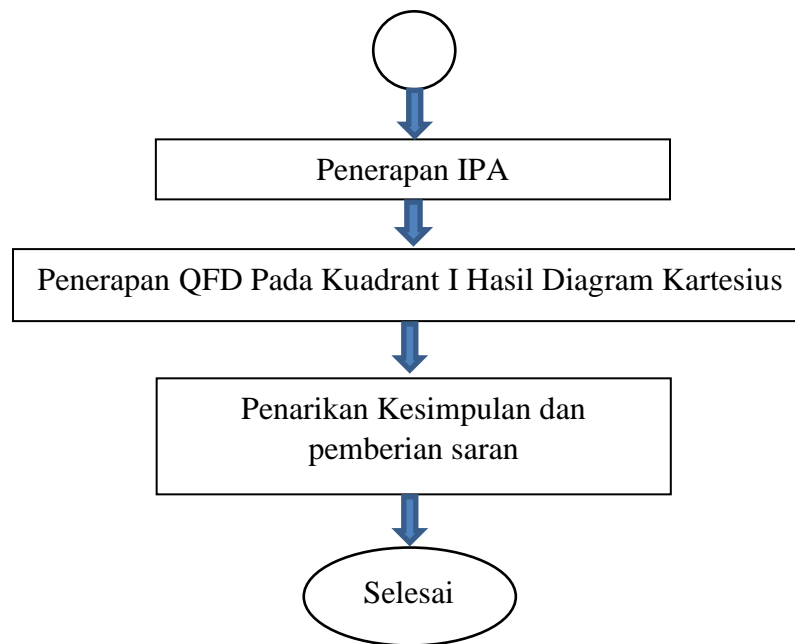 Penerapan IPA
Penerapan QFD Pada Kuadrant I Hasil Diagram Kartesius
Penarikan Kesimpulan dan
pemberian saran
Selesai